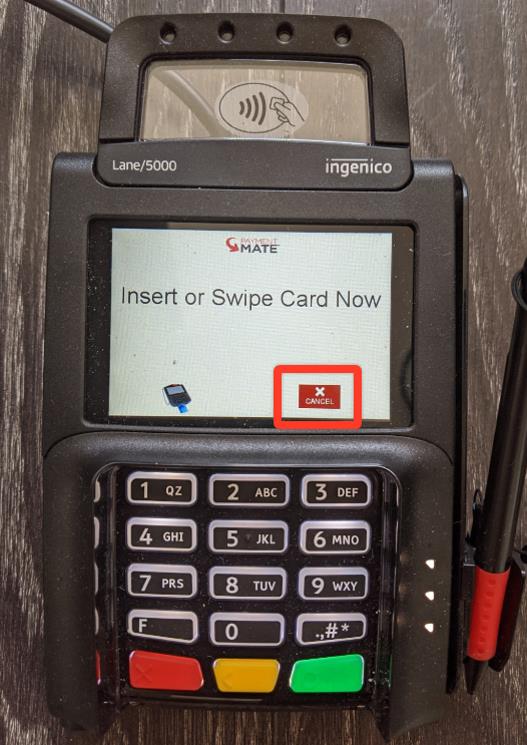 Lane/5000
ingenico
PAYMENT
MATE
Insert or Swipe Card Now
CANCEL
1 QZ
2 ABC
3 DEF
4 GHI
5 JKL
6 MNO
7 PRS
8 TUV
9 WXY
F
0
.,#*